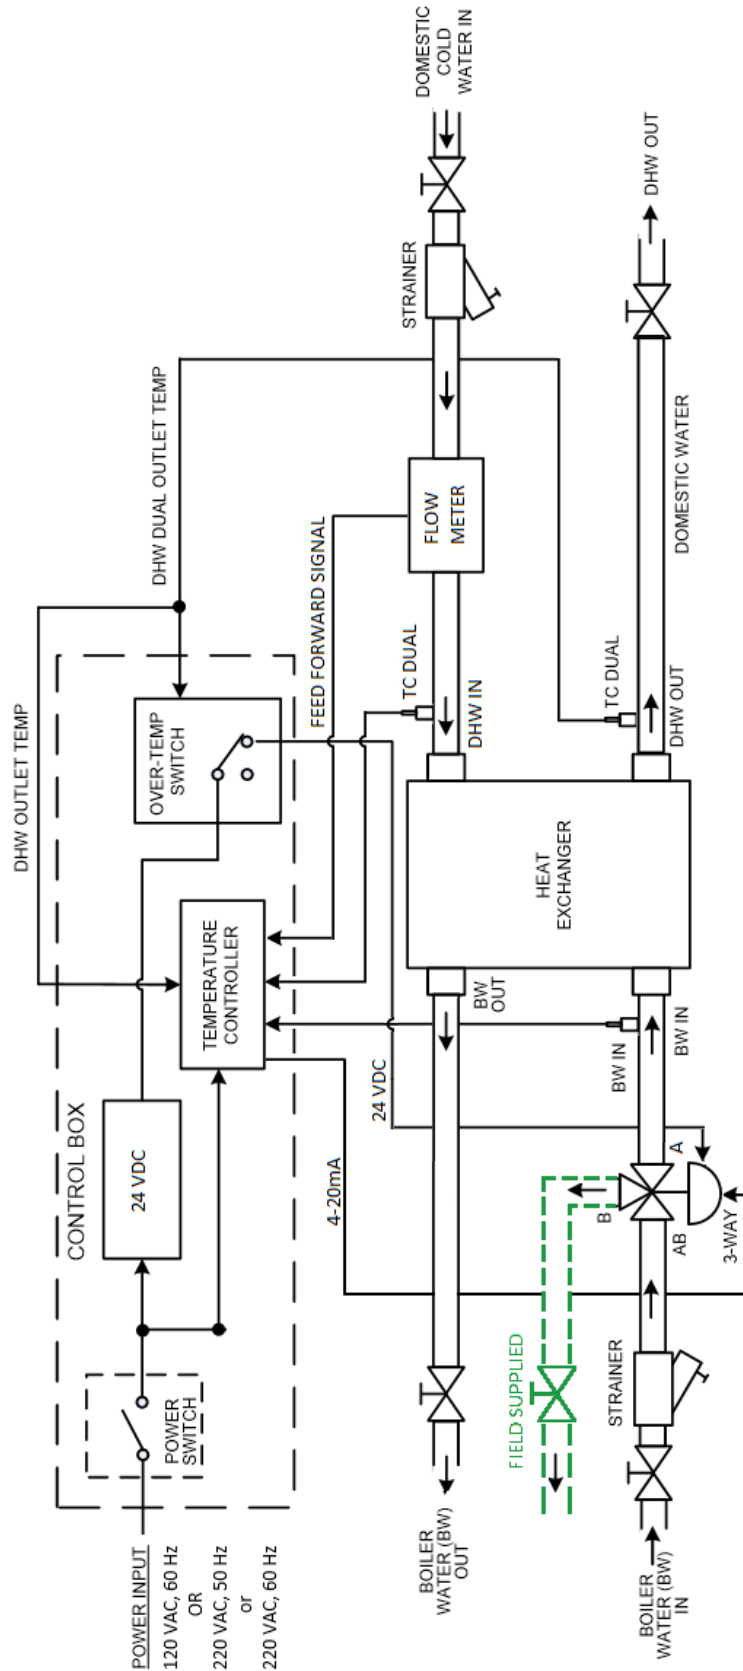 DHW OUTLET TEMP
CONTROL BOX
POWER INPUT
120 VAC, 60 Hz
OR
220 VAC, 50 Hz
or
220 VAC, 60 Hz
POWER
SWITCH
24 VDC
TEMPERATURE
CONTROLLER
OVER-TEMP
SWITCH
DHW DUAL OUTLET TEMP
FEED FORWARD SIGNAL
4-20mA
24 VDC
TC DUAL
STRAINER
DOMESTIC
COLD
WATER IN
BOILER
WATER (BW)
OUT
BW
OUT
DHW IN
FLOW
METER
FIELD SUPPLIED
HEAT
EXCHANGER
B
BW IN
TC DUAL
STRAINER
DHW OUT
BOILER
WATER (BW)
IN
AB
A
BW IN
DHW OUT
DOMESTIC WATER
3-WAY